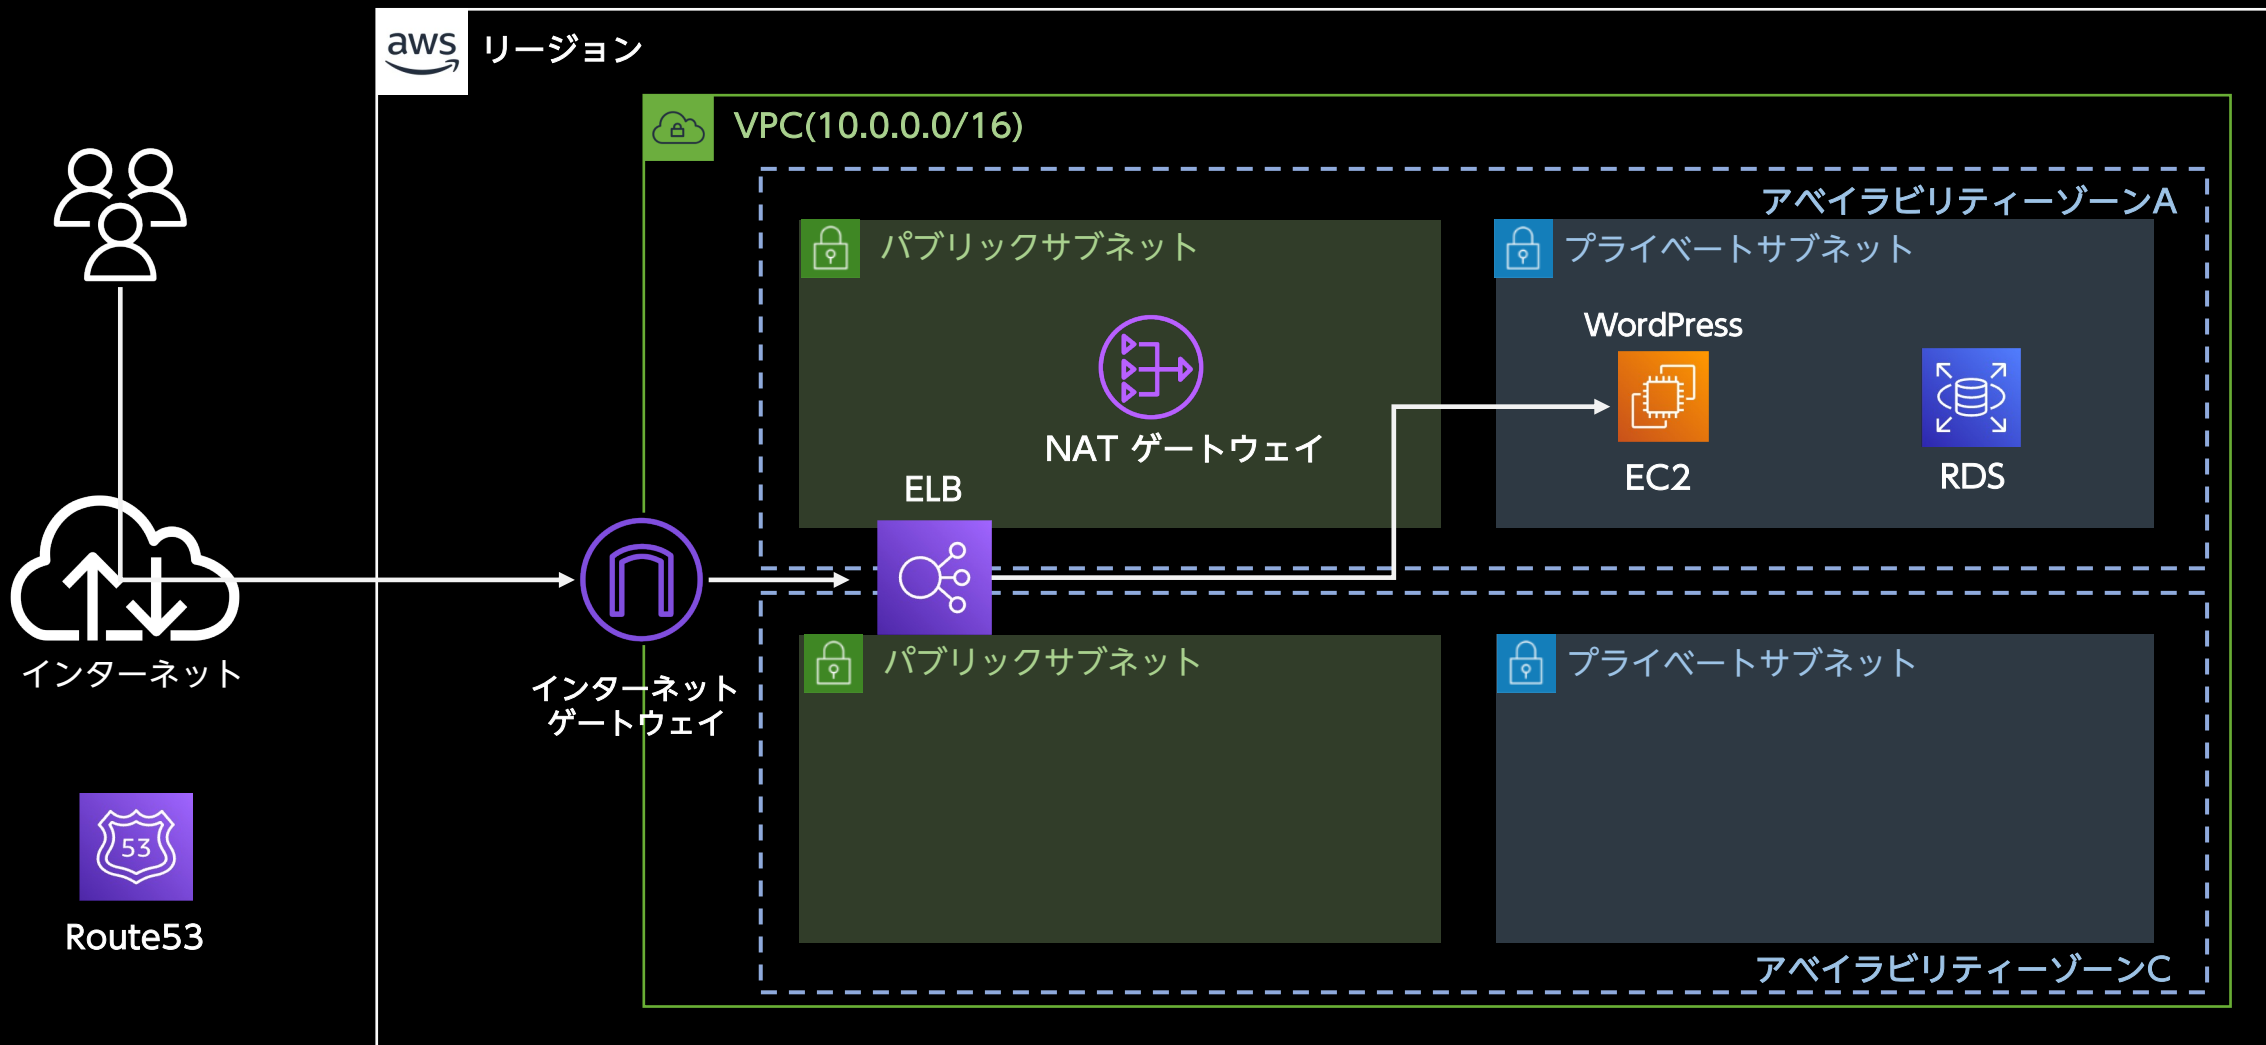 aws
リージョン
VPC(10.0.0.0/16)
アベイラビリティーゾーンA
パブリックサブネット
プライベートサブネット
WordPress
NAT ゲートウェイ
EC2
RDS
ELB
インターネット
インターネット
ゲートウェイ
パブリックサブネット
プライベートサブネット
53
Route53
アベイラビリティーゾーンC